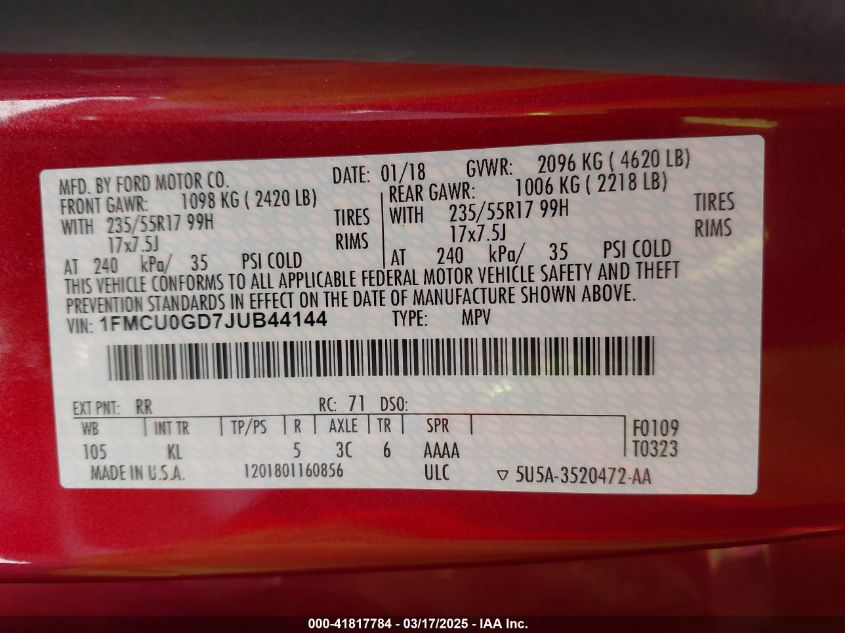 MFD. BY FORD MOTOR CO. DATE: 01/18 GVWR: 2096 KG ( 4620 LB)
FRONT GAWR: 1098 KG ( 2420 LB) REAR GAWR: 1006 KG ( 2218 LB)
WITH 235/55R17 99H TIRES WITH 235/55R17 99H TIRES
17x7.5J RIMS 17x7.5J RIMS
AT 240 kPa/ 35 PSI COLD AT 240 kPa/ 35 PSI COLD
THIS VEHICLE CONFORMS TO ALL APPLICABLE FEDERAL MOTOR VEHICLE SAFETY AND THEFT
PREVENTION STANDARDS IN EFFECT ON THE DATE OF MANUFACTURE SHOWN ABOVE.
VIN: 1FMCU0GD7JUB44144 TYPE: MPV
EXT PNT: RR RC: 71 DSO:
WB INT TR TP/PS R AXLE TR SPR F0109
105 KL 5 3C 6 AAAA T0323
MADE IN U.S.A. 1201801160856 ULC ▽ 5U5A-3520472-AA
000-41817784 — 03/17/2025 — IAA Inc.